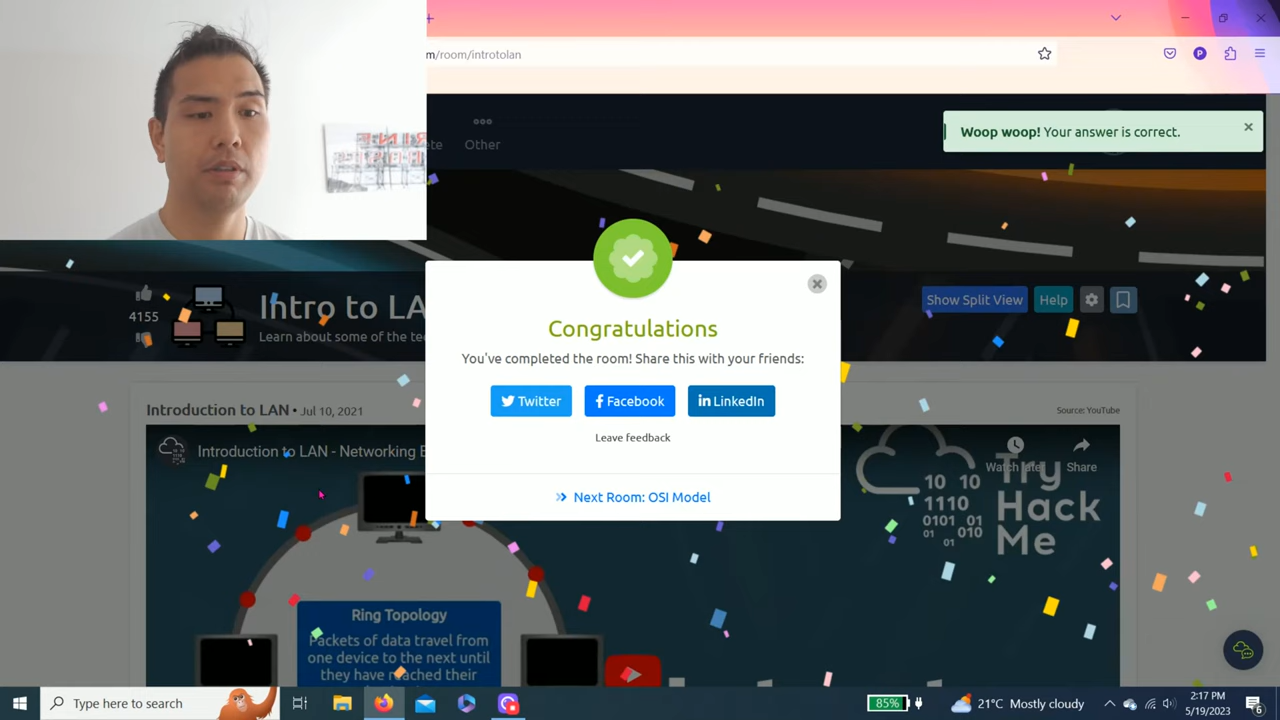 m/room/introtolan
P
ete
Other
Woop woop! Your answer is correct.
4155
Intro to LA
Learn about some of the te
Show Split View
Help
Congratulations
You've completed the room! Share this with your friends:
Twitter
Facebook
LinkedIn
Leave feedback
Next Room: OSI Model
Introduction to LAN • Jul 10, 2021
Source: YouTube
Introduction to LAN - Networking
Watch later
Share
10 10
1110
0101 01
01 010
01
Try
Hack
Me
Ring Topology
Packets of data travel from
one device to the next until
they have reached their
Type here to search
85%
21°C Mostly cloudy
2:17 PM
5/19/2023
6